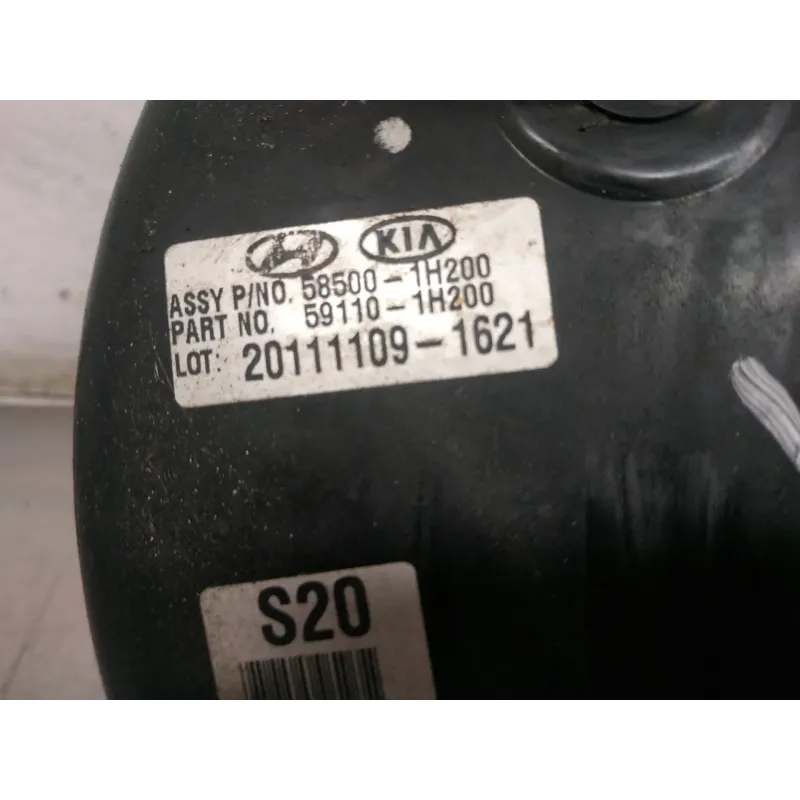 KIA
ASSY P/NO. 58500-1H200
PART NO. 59110-1H200
LOT: 20111109-1621
S20